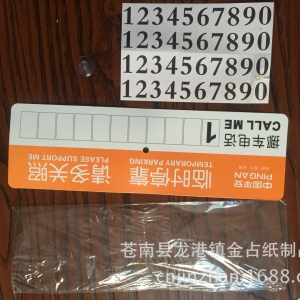 1234567890
1234567890
1234567890
1234567890
挪车电话
CALL ME
1
临时停靠
TEMPORARY PARKING
请多关照
PLEASE SUPPORT ME
中国平安
PING AN
苍南县龙港镇金占纸制品
cnjinzhan.1688.c